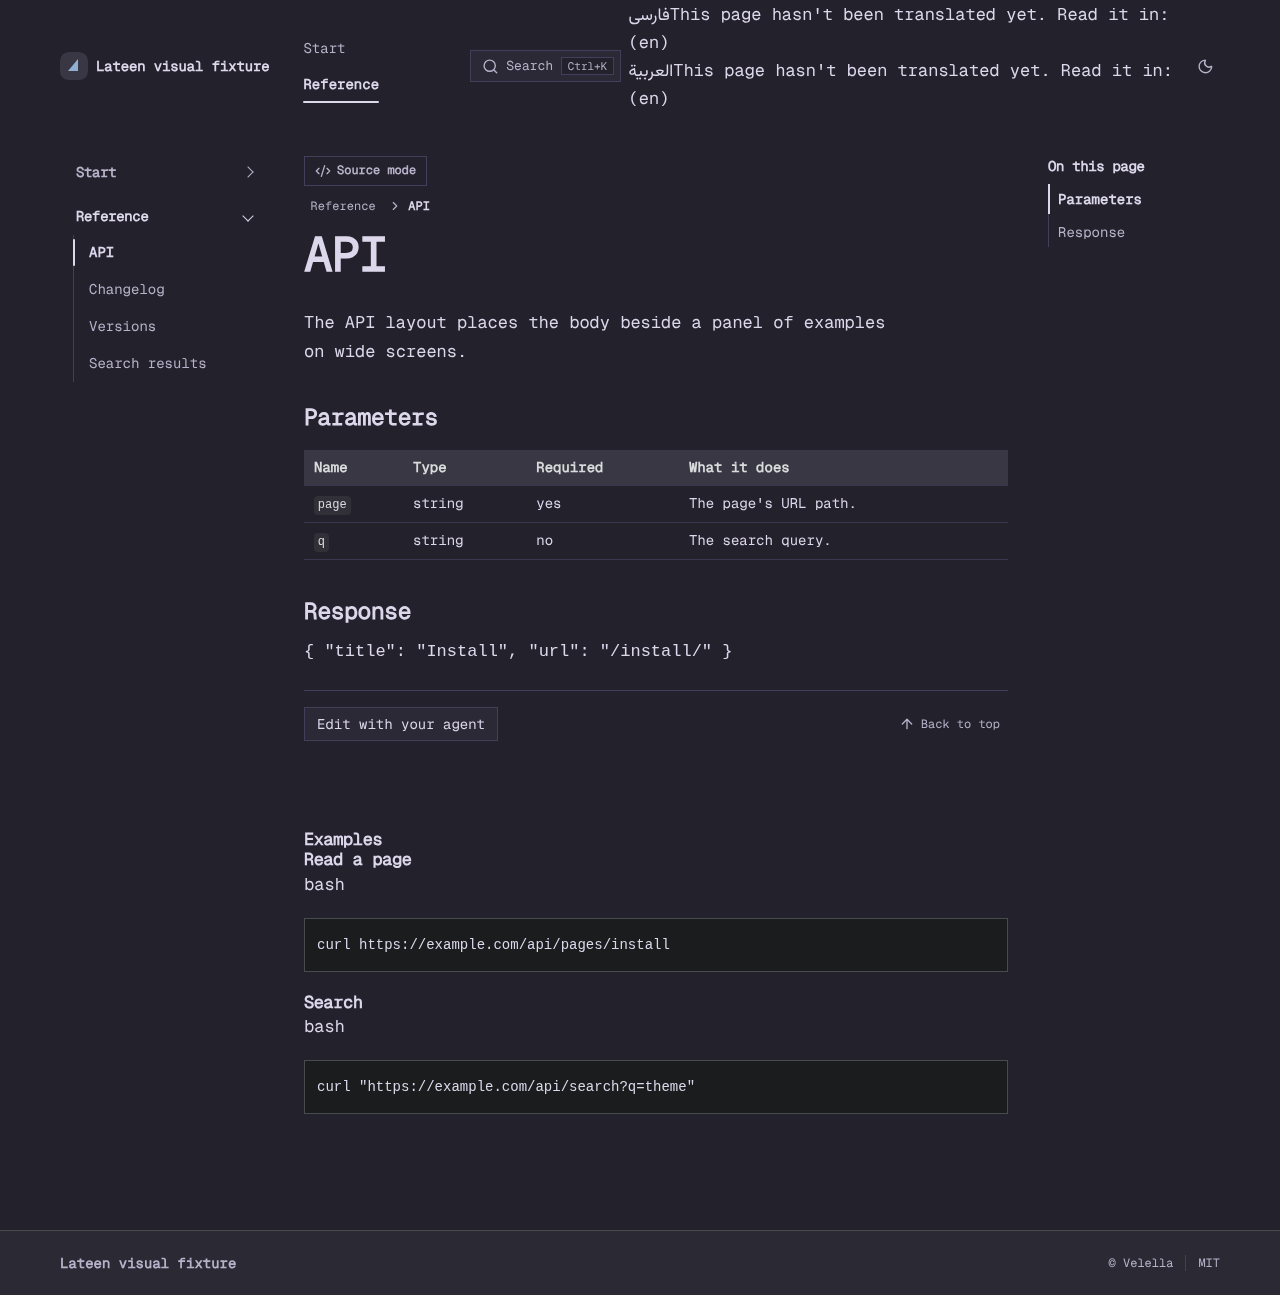 Lateen visual fixture
Start
Reference
Search Ctrl+K
فارسیThis page hasn't been translated yet. Read it in:
(en)
العربيةThis page hasn't been translated yet. Read it in:
(en)
Start
Reference
API
Changelog
Versions
Search results
Source mode
Reference
API
API
The API layout places the body beside a panel of examples
on wide screens.
Parameters
Name Type Required What it does
page string yes The page's URL path.
q string no The search query.
Response
{ "title": "Install", "url": "/install/" }
Edit with your agent
Back to top
Examples
Read a page
bash
curl https://example.com/api/pages/install
Search
bash
curl "https://example.com/api/search?q=theme"
On this page
Parameters
Response
Lateen visual fixture
© Velella
MIT